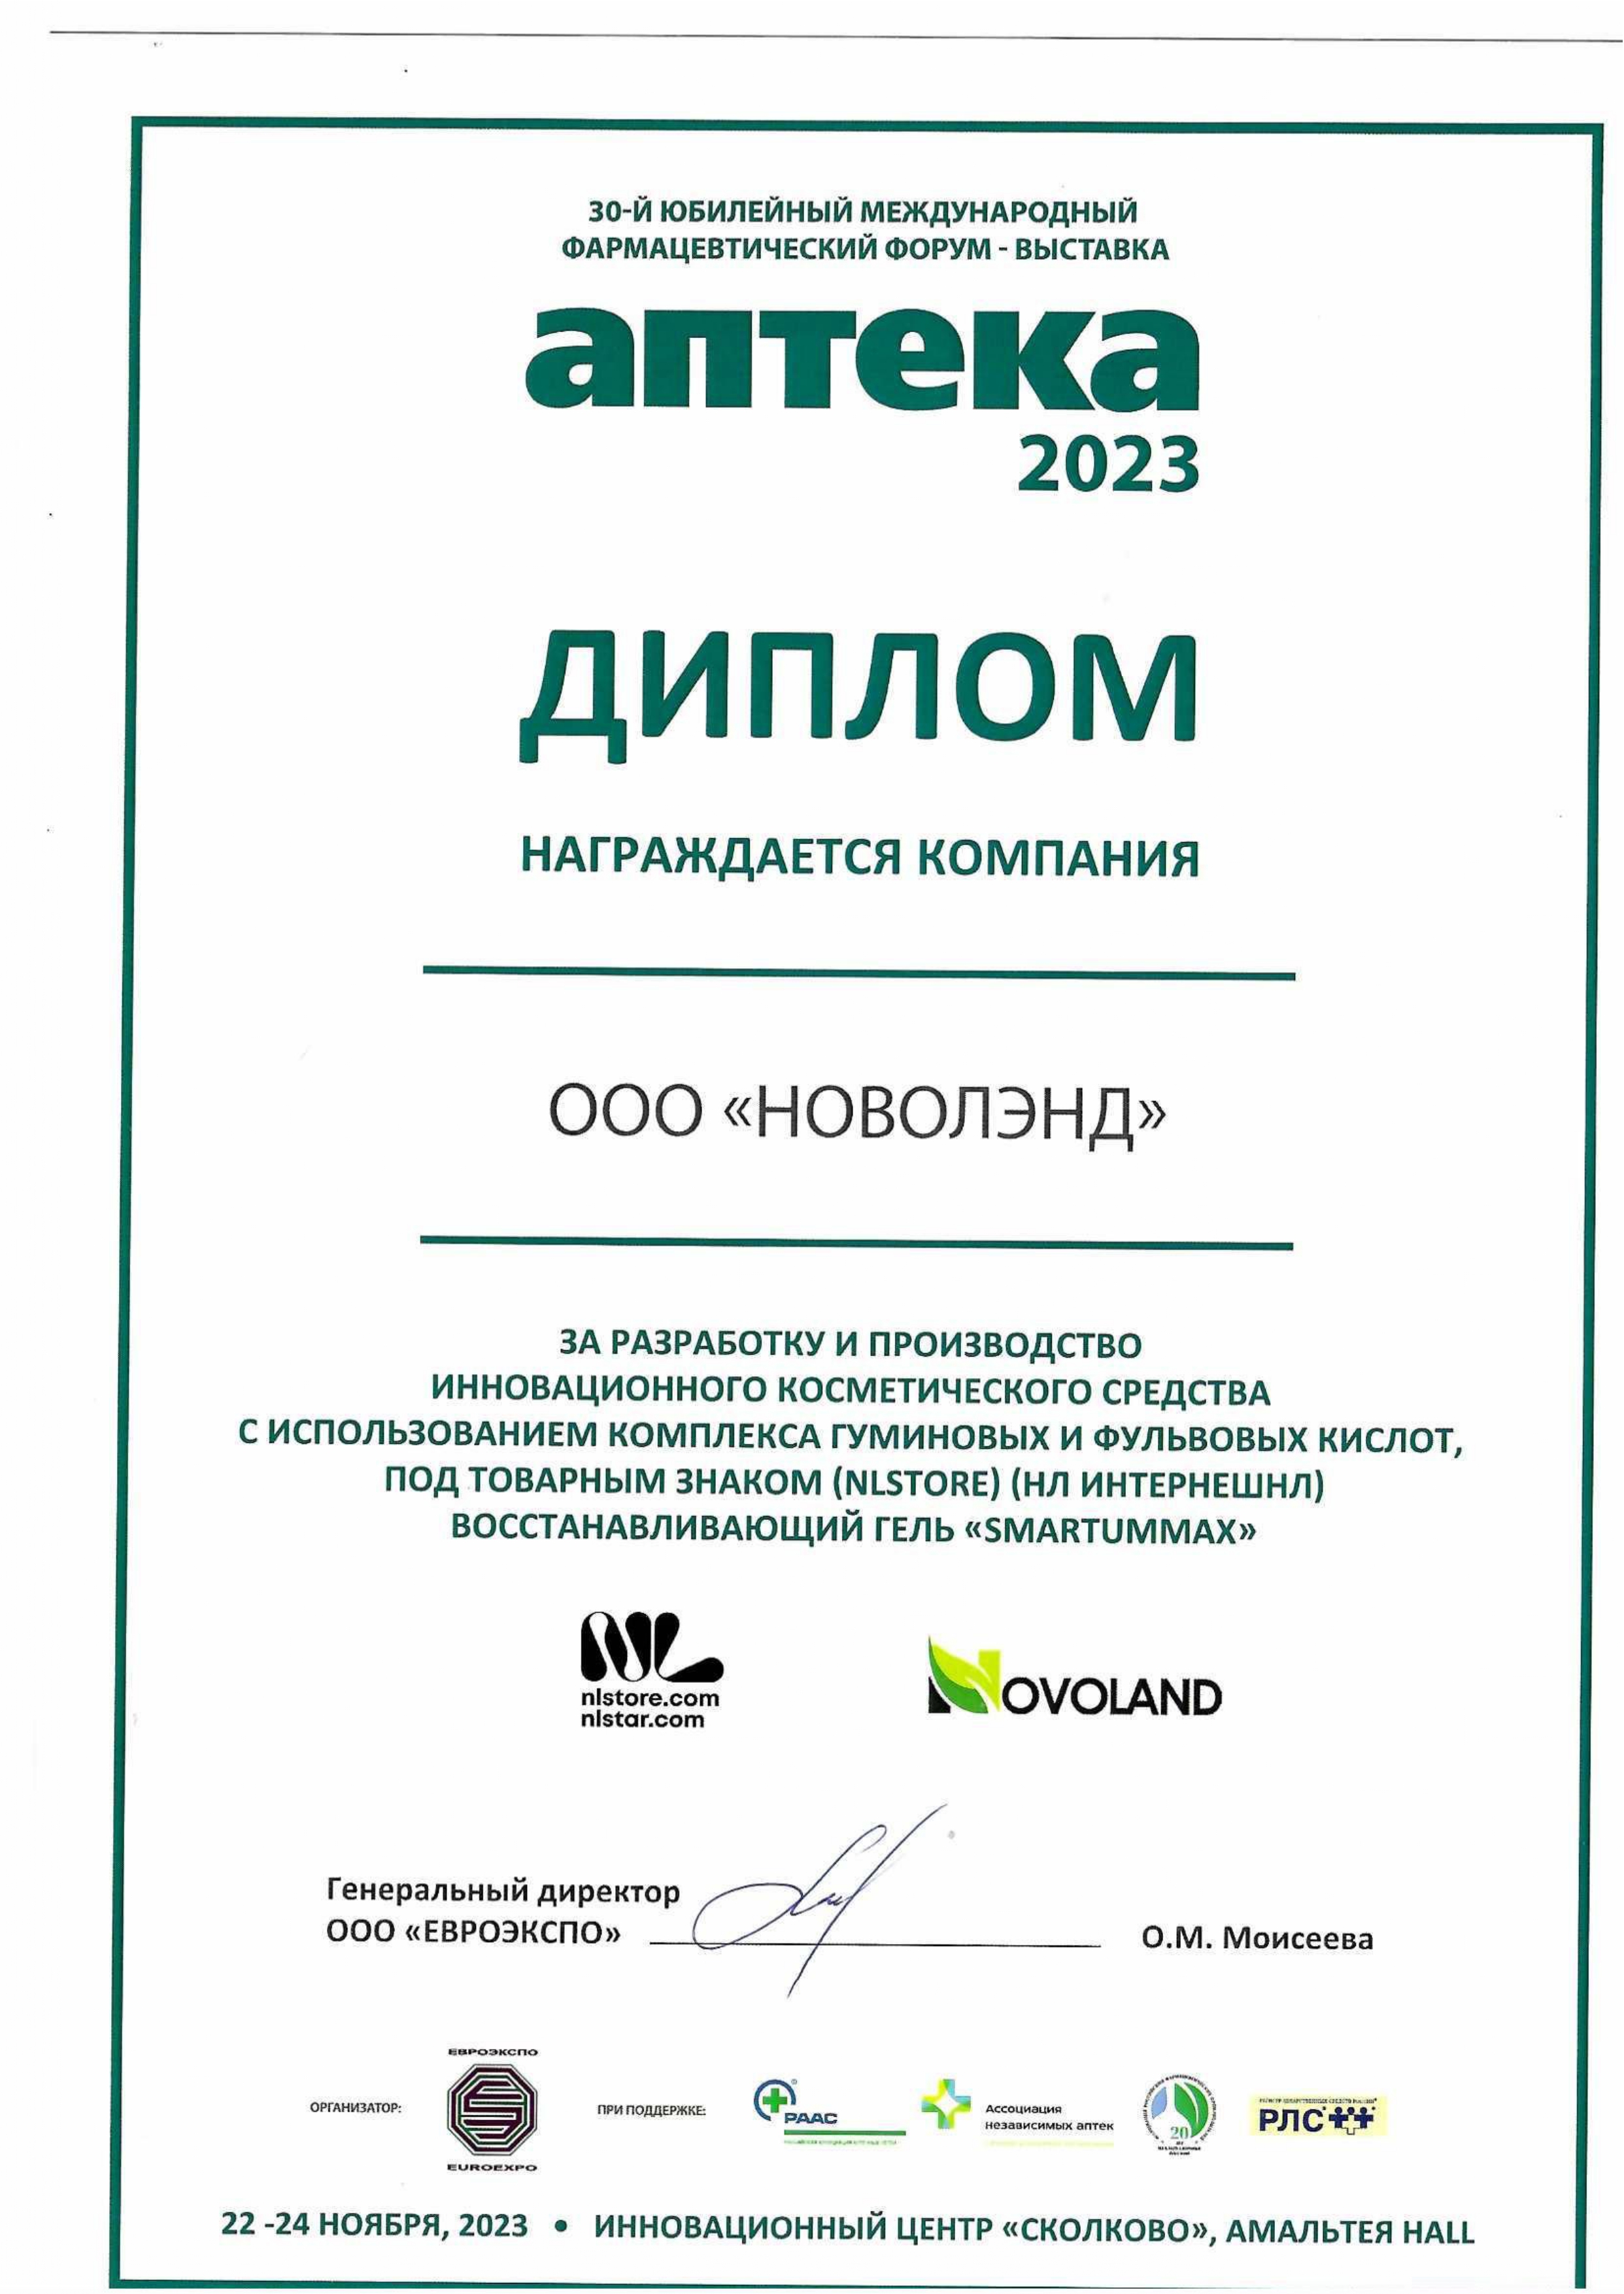 30-Й ЮБИЛЕЙНЫЙ МЕЖДУНАРОДНЫЙ
ФАРМАЦЕВТИЧЕСКИЙ ФОРУМ - ВЫСТАВКА
аптека
2023
ДИПЛОМ
НАГРАЖДАЕТСЯ КОМПАНИЯ
ООО «НОВОЛЭНД»
ЗА РАЗРАБОТКУ И ПРОИЗВОДСТВО
ИННОВАЦИОННОГО КОСМЕТИЧЕСКОГО СРЕДСТВА
С ИСПОЛЬЗОВАНИЕМ КОМПЛЕКСА ГУМИНОВЫХ И ФУЛЬВОВЫХ КИСЛОТ,
ПОД ТОВАРНЫМ ЗНАКОМ (NLSTORE) (НЛ ИНТЕРНЕШНЛ)
ВОССТАНАВЛИВАЮЩИЙ ГЕЛЬ «SMARTUMMAX»
NL
nlstore.com
nlstar.com
NOVOLAND
Генеральный директор
ООО «ЕВРОЭКСПО»
О.М. Моисеева
ОРГАНИЗАТОР:
ЕВРОЭКСПО
EUROEXPO
ПРИ ПОДДЕРЖКЕ:
РААС
Ассоциация
независимых аптек
20
РЛС
22 -24 НОЯБРЯ, 2023 • ИННОВАЦИОННЫЙ ЦЕНТР «СКОЛКОВО», АМАЛЬТЕЯ HALL